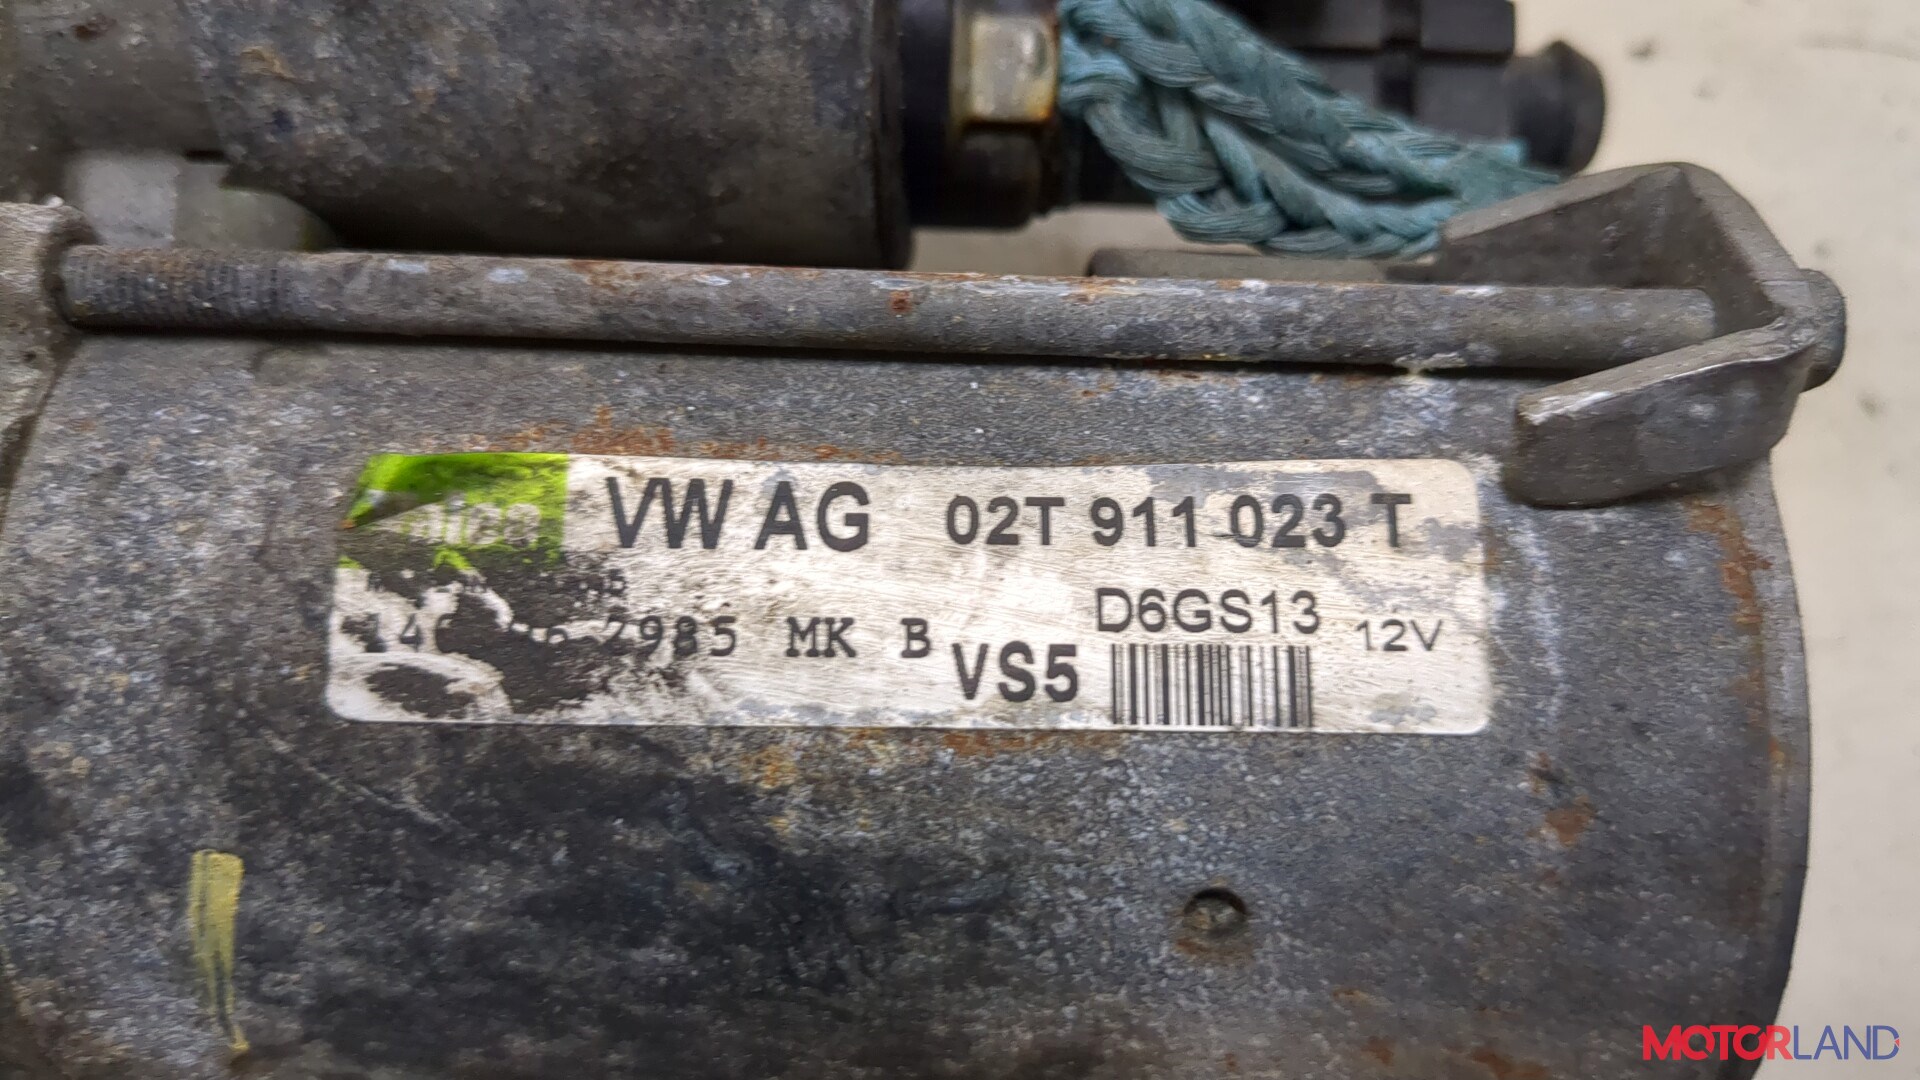 VW AG 02T 911 023 T
2985 MK B VS5 D6GS13 12V
MOTORLAND